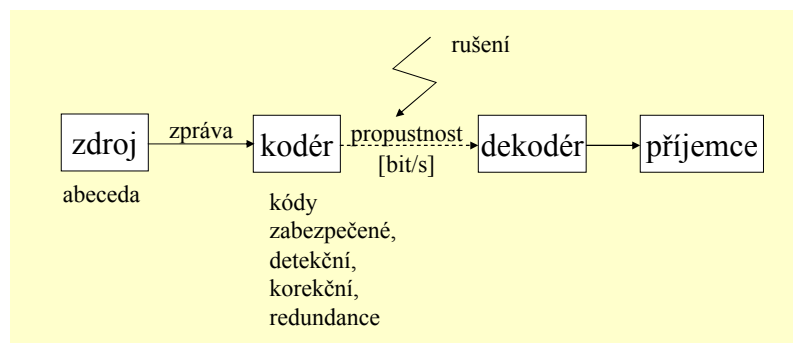 rušení
zdroj
zpráva
kodér
propustnost
[bit/s]
dekodér
příjemce
abeceda
kódy
zabezpečené,
detekční,
korekční,
redundance